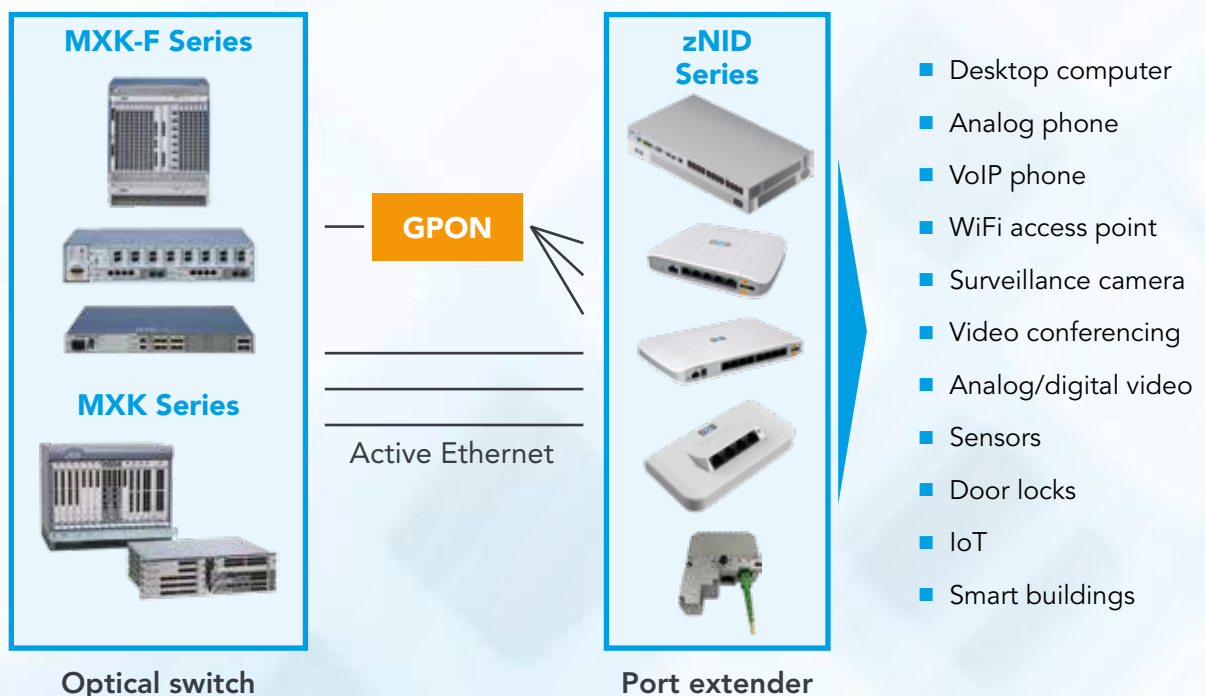 MXK-F Series
MXK Series
Optical switch
GPON
Active Ethernet
zNID
Series
Port extender
Desktop computer
Analog phone
VoIP phone
WiFi access point
Surveillance camera
Video conferencing
Analog/digital video
Sensors
Door locks
IoT
Smart buildings